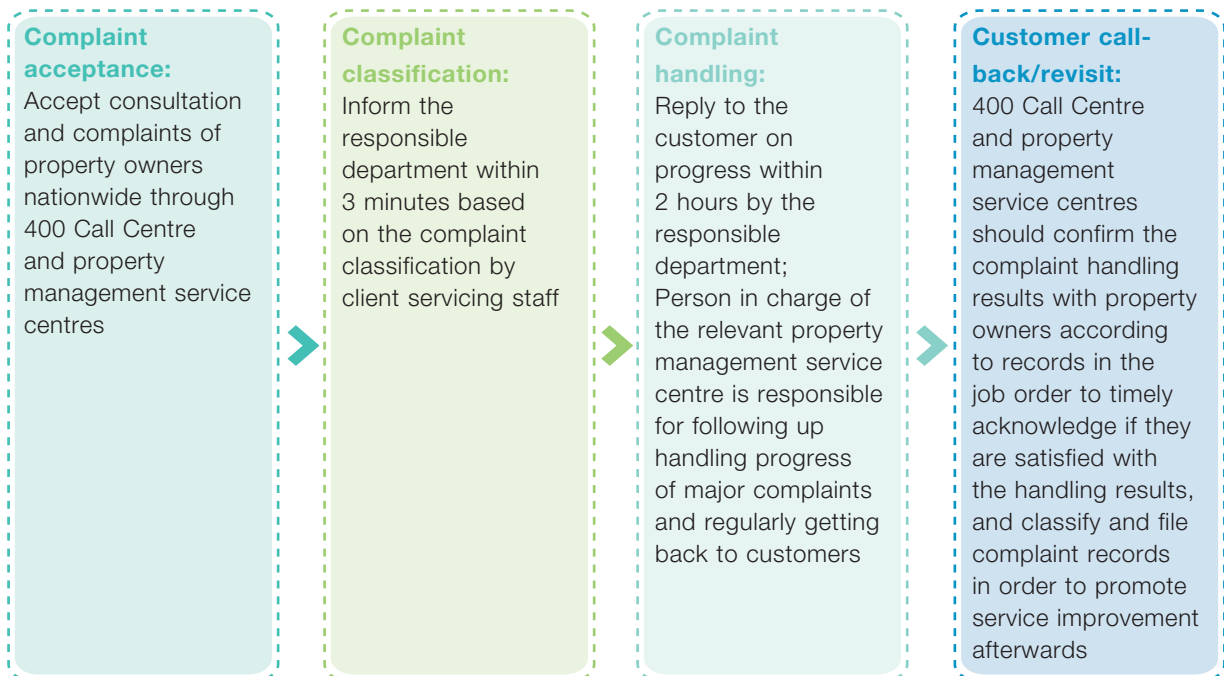 Complaint
acceptance:
Accept consultation
and complaints of
property owners
nationwide through
400 Call Centre
and property
management service
centres
Complaint
classification:
Inform the
responsible
department within
3 minutes based
on the complaint
classification by
client servicing staff
Complaint
handling:
Reply to the
customer on
progress within
2 hours by the
responsible
department;
Person in charge of
the relevant property
management service
centre is responsible
for following up
handling progress
of major complaints
and regularly getting
back to customers
Customer call-
back/revisit:
400 Call Centre
and property
management
service centres
should confirm the
complaint handling
results with property
owners according
to records in the
job order to timely
acknowledge if they
are satisfied with
the handling results,
and classify and file
complaint records
in order to promote
service improvement
afterwards